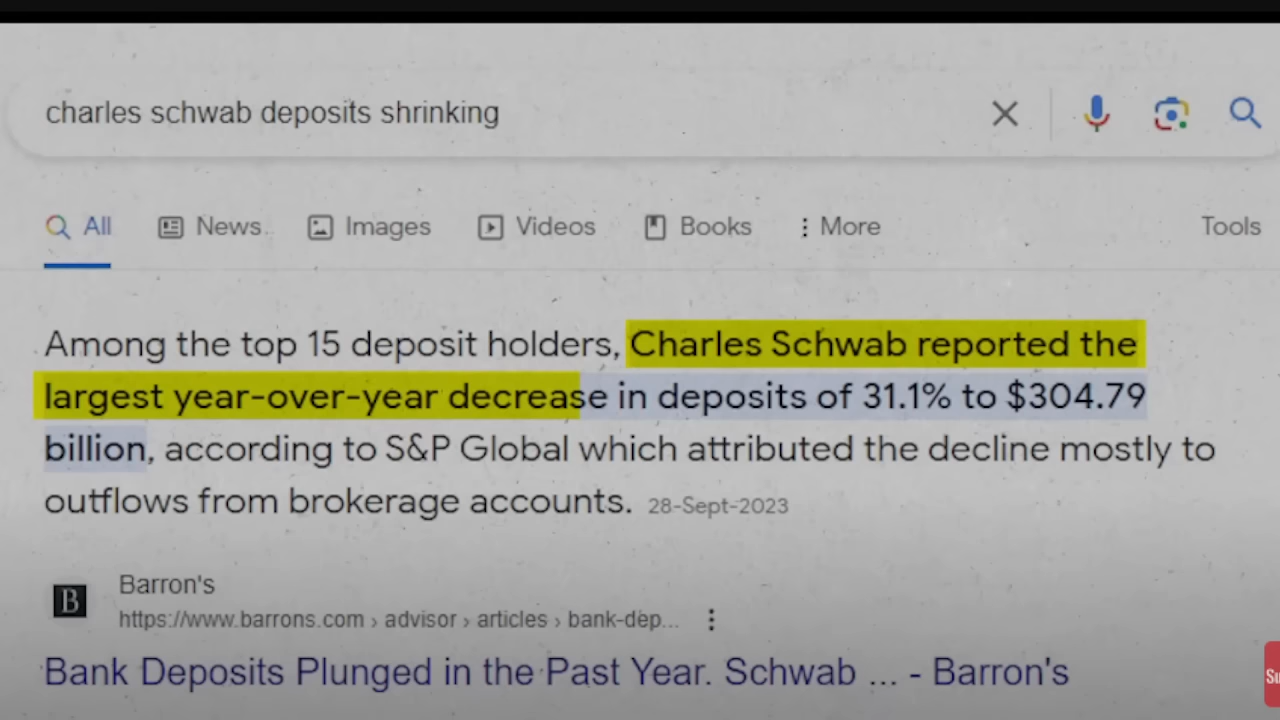 charles schwab deposits shrinking
All News Images Videos Books More Tools
Among the top 15 deposit holders, Charles Schwab reported the
largest year-over-year decrease in deposits of 31.1% to $304.79
billion, according to S&P Global which attributed the decline mostly to
outflows from brokerage accounts. 28-Sept-2023
B
Barron's
https://www.barrons.com › advisor › articles › bank-dep...
Bank Deposits Plunged in the Past Year. Schwab ... - Barron's